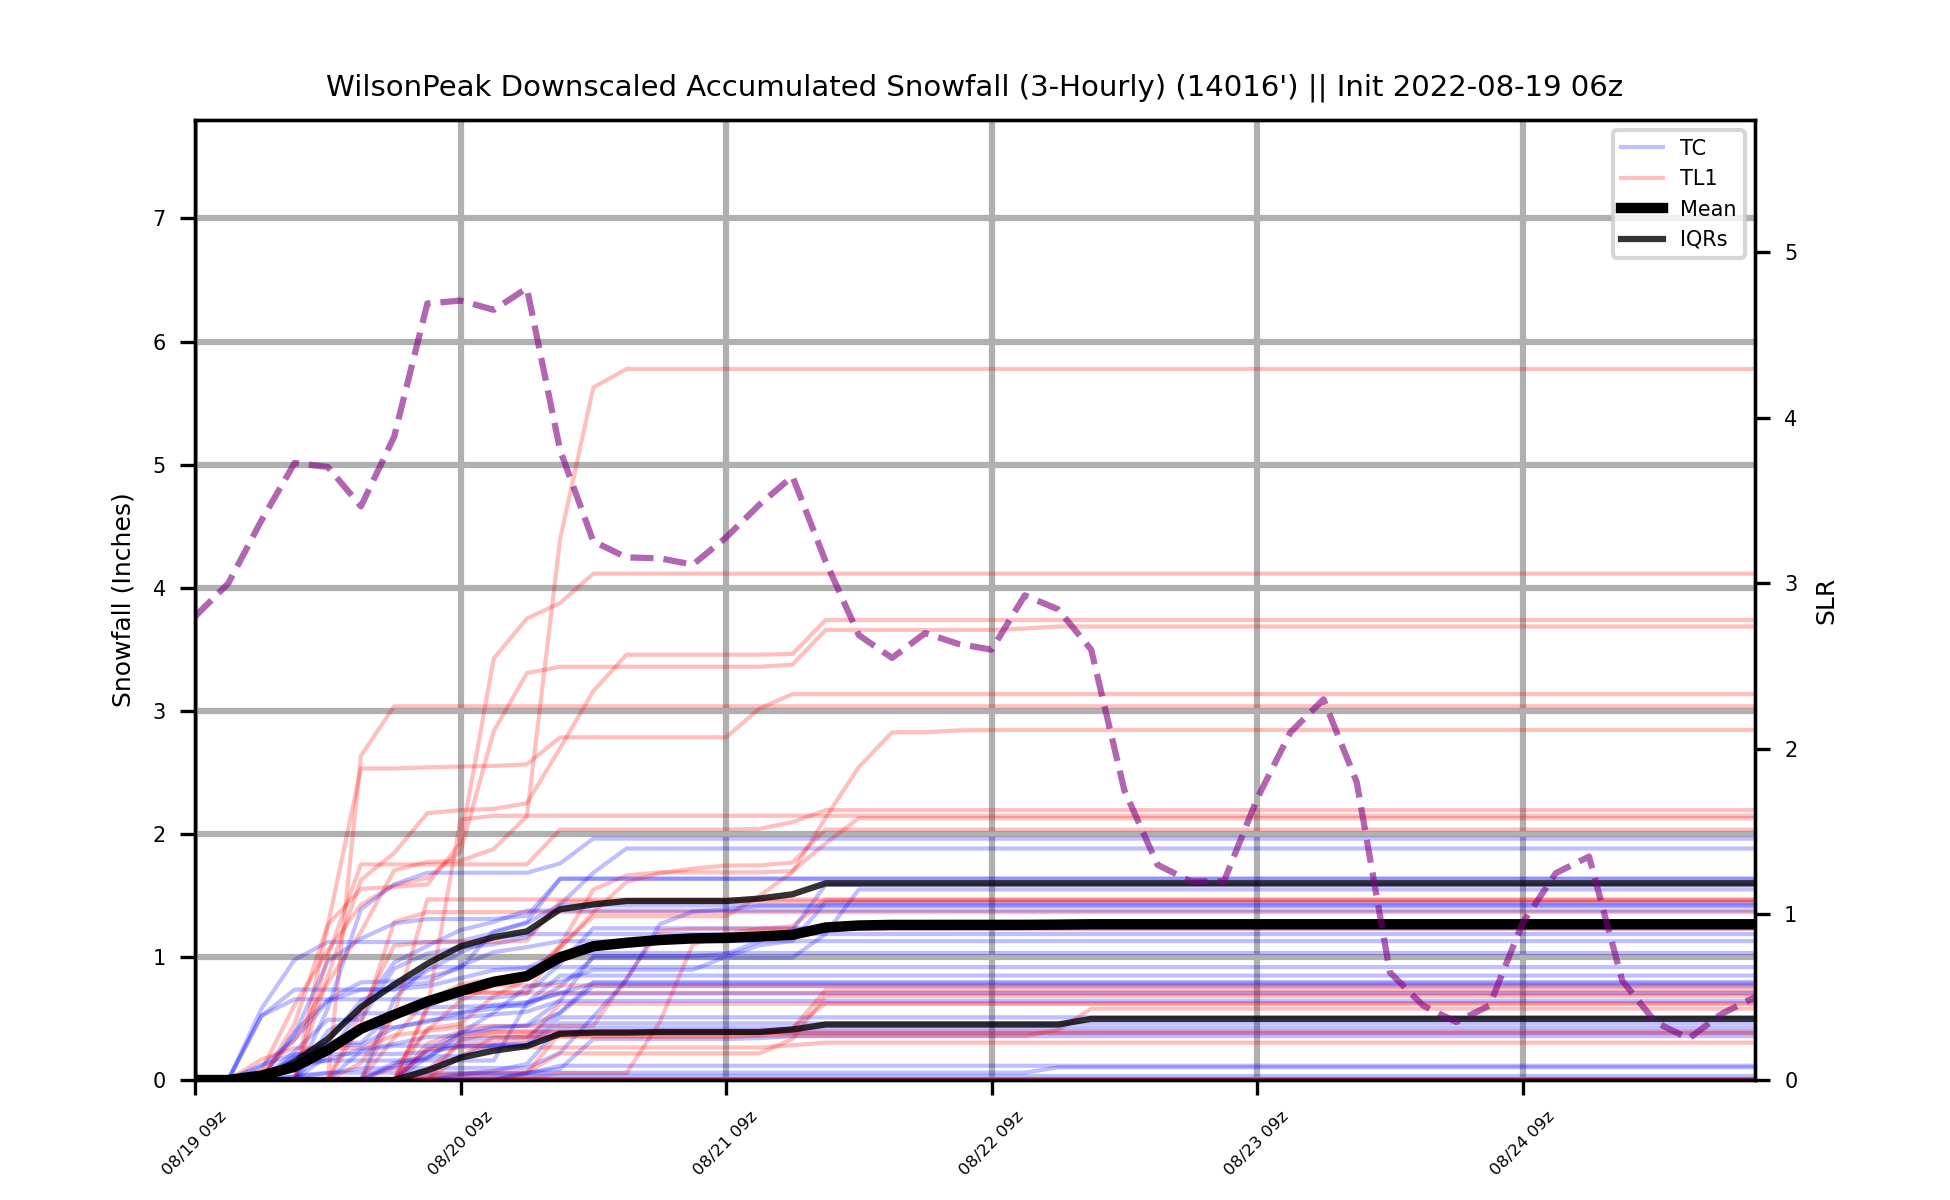 WilsonPeak Downscaled Accumulated Snowfall (3-Hourly) (14016') || Init 2022-08-19 06z
TC
TL1
Mean
IQRs
7
6
5
4
3
2
1
0
Snowfall (Inches)
5
4
3
2
1
0
SLR
08/19 09z
08/20 09z
08/21 09z
08/22 09z
08/23 09z
08/24 09z